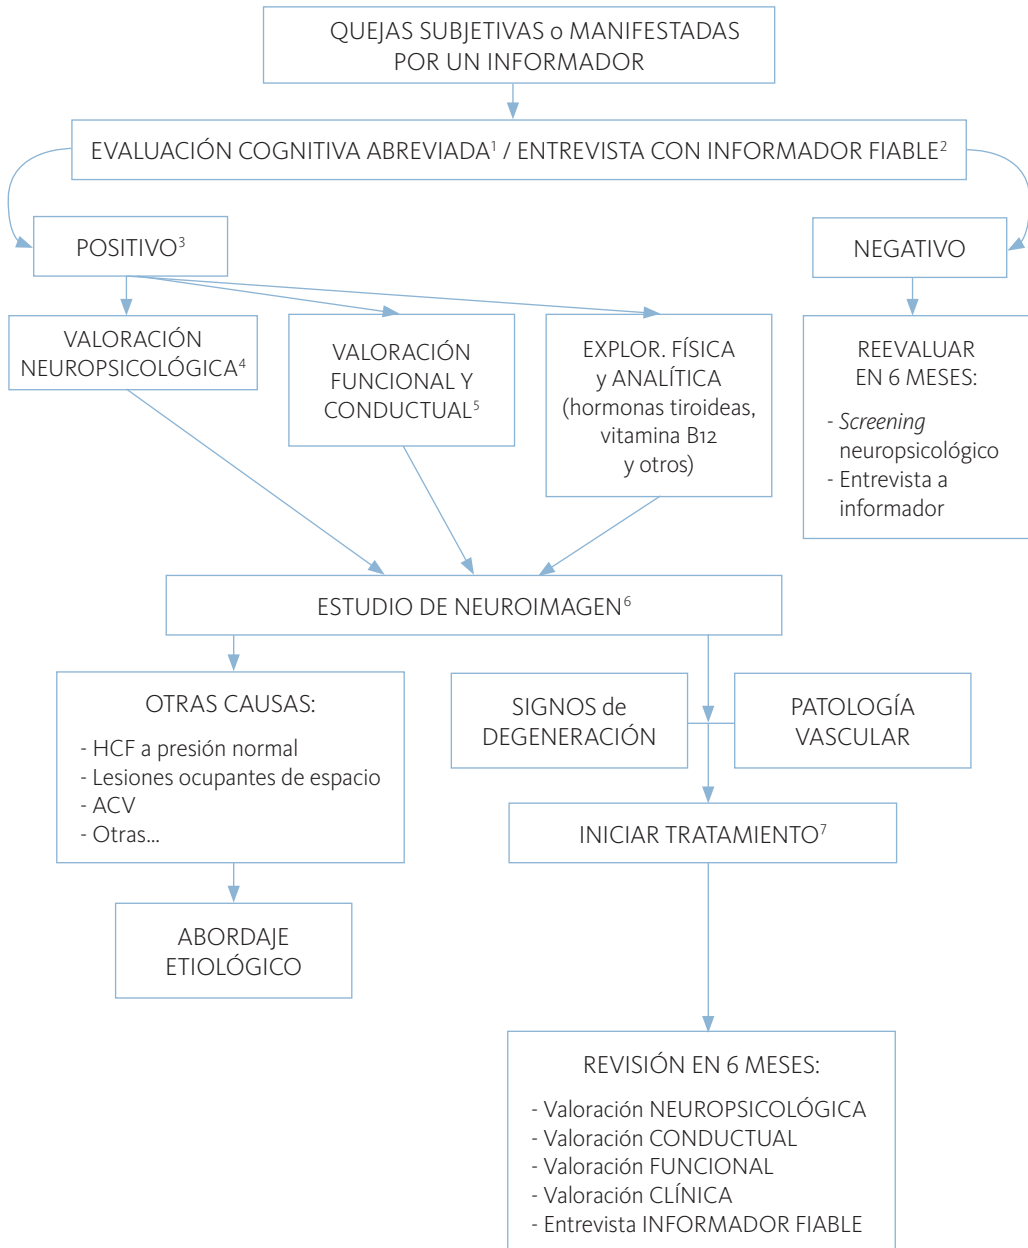 QUEJAS SUBJETIVAS o MANIFESTADAS
POR UN INFORMADOR
EVALUACIÓN COGNITIVA ABREVIADA¹ / ENTREVISTA CON INFORMADOR FIABLE²
POSITIVO³
NEGATIVO
VALORACIÓN
NEUROPSICOLÓGICA⁴
VALORACIÓN
FUNCIONAL Y
CONDUCTUAL⁵
EXPLOR. FÍSICA
y ANALÍTICA
(hormonas tiroideas,
vitamina B12
y otros)
REEVALUAR
EN 6 MESES:
- Screening
neuropsicológico
- Entrevista a
informador
ESTUDIO DE NEUROIMAGEN⁶
OTRAS CAUSAS:
- HCF a presión normal
- Lesiones ocupantes de espacio
- ACV
- Otras...
SIGNOS de
DEGENERACIÓN
PATOLOGÍA
VASCULAR
INICIAR TRATAMIENTO⁷
ABORDAJE
ETIOLÓGICO
REVISIÓN EN 6 MESES:
- Valoración NEUROPSICOLÓGICA
- Valoración CONDUCTUAL
- Valoración FUNCIONAL
- Valoración CLÍNICA
- Entrevista INFORMADOR FIABLE